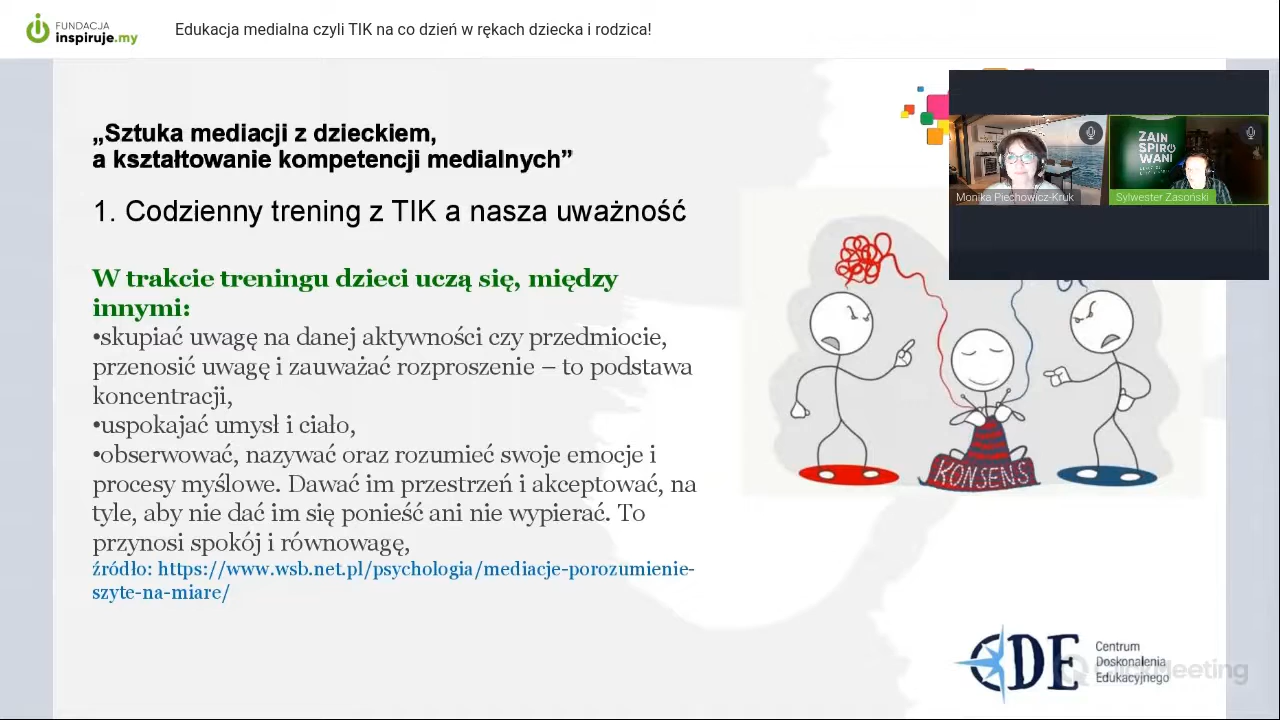 FUNDACJA
inspiruje.my
Edukacja medialna czyli TIK na co dzień w rękach dziecka i rodzica!
„Sztuka mediacji z dzieckiem,
a kształtowanie kompetencji medialnych”
1. Codzienny trening z TIK a nasza uważność
W trakcie treningu dzieci uczą się, między
innymi:
•skupiać uwagę na danej aktywności czy przedmiocie,
przenosić uwagę i zauważać rozproszenie – to podstawa
koncentracji,
•uspokajać umysł i ciało,
•obserwować, nazywać oraz rozumieć swoje emocje i
procesy myślowe. Dawać im przestrzeń i akceptować, na
tyle, aby nie dać im się ponieść ani nie wypierać. To
przynosi spokój i równowagę,
źródło: https://www.wsb.net.pl/psychologia/mediacje-porozumienie-
szyte-na-miare/
ZAIN
SPIRO
WANI
Monika Piechowicz-Kruk
Sylwester Zasoński
KONSENS
CDE
Centrum
Doskonalenia
Edukacyjnego
ClickMeeting